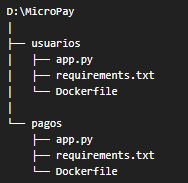 D:\MicroPay
│
├── usuarios
│   ├── app.py
│   ├── requirements.txt
│   └── Dockerfile
│
└── pagos
    ├── app.py
    ├── requirements.txt
    └── Dockerfile